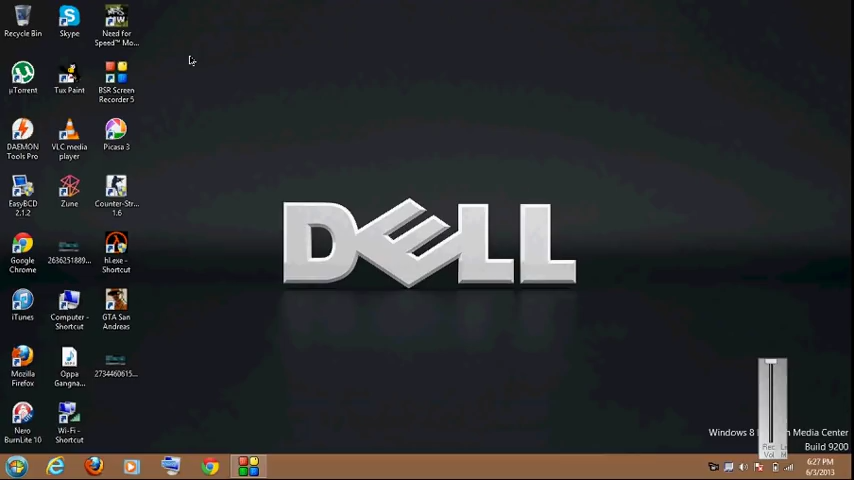 Recycle Bin
Skype
Need for
Speed™ Mo...
µTorrent
Tux Paint
BSR Screen
Recorder 5
DAEMON
Tools Pro
VLC media
player
Picasa 3
EasyBCD
2.1.2
Zune
Counter-Str...
1.6
Google
Chrome
2636251889...
hl.exe -
Shortcut
iTunes
Computer -
Shortcut
GTA San
Andreas
Mozilla
Firefox
Oppa
Gangna...
2734460615...
Nero
BurnLite 10
Wi-Fi -
Shortcut
DELL
Windows 8
Media Center
Build 9200
Rec
Vol
6:27 PM
6/3/2013